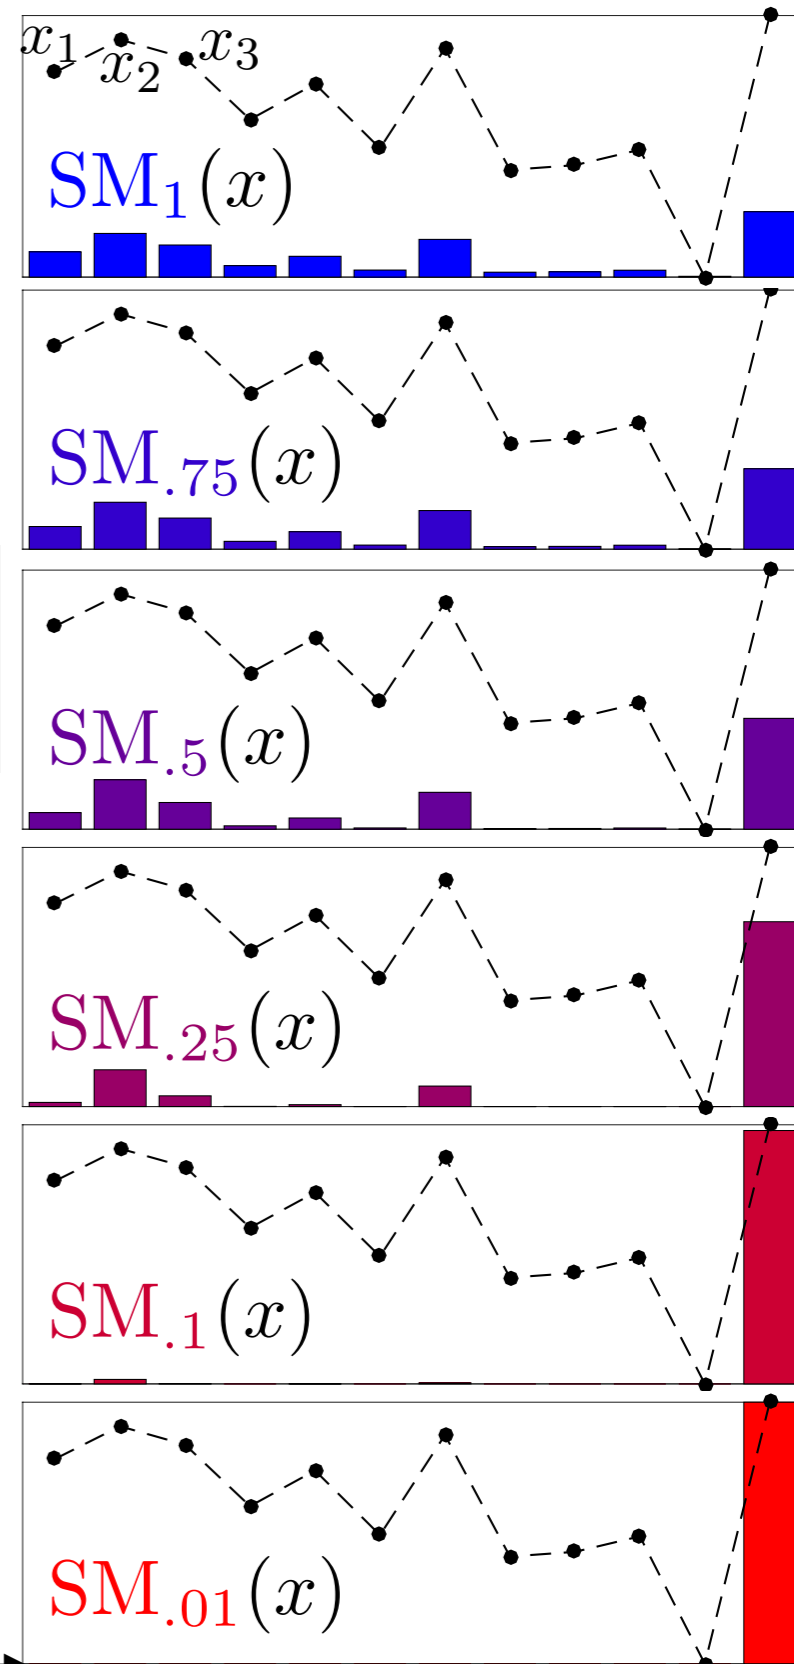 x₁ x₂ x₃
SM₁(x)
SM.₇₅(x)
SM.₅(x)
SM.₂₅(x)
SM.₁(x)
SM.₀₁(x)